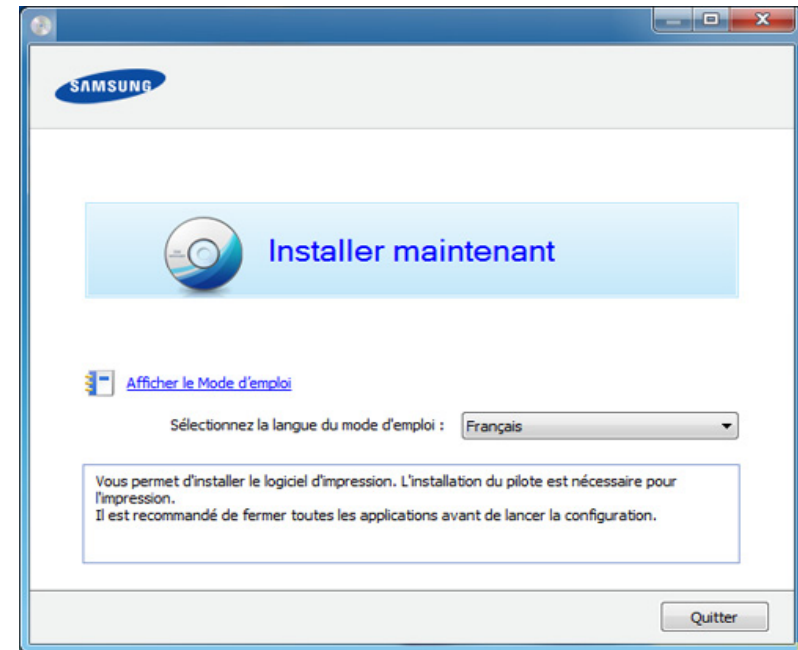 SAMSUNG
Installer maintenant
Afficher le Mode d'emploi
Sélectionnez la langue du mode d'emploi : Français
Vous permet d'installer le logiciel d'impression. L'installation du pilote est nécessaire pour
l'impression.
Il est recommandé de fermer toutes les applications avant de lancer la configuration.
Quitter